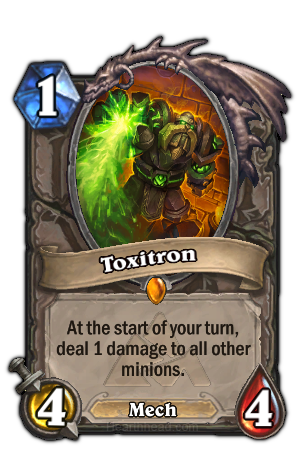 1
Toxitron
At the start of your turn,
deal 1 damage to all other
minions.
4
Mech
4